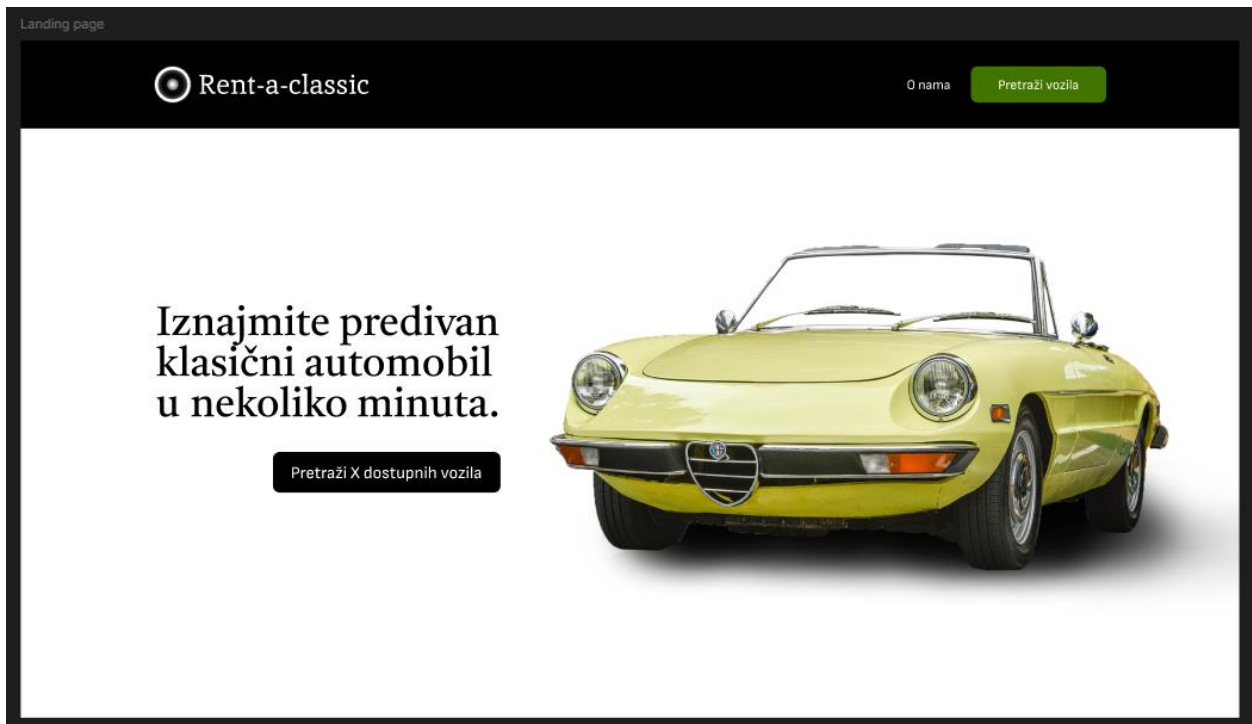 Landing page
Rent-a-classic
O nama
Pretraži vozila
Iznajmite predivan
klasični automobil
u nekoliko minuta.
Pretraži X dostupnih vozila